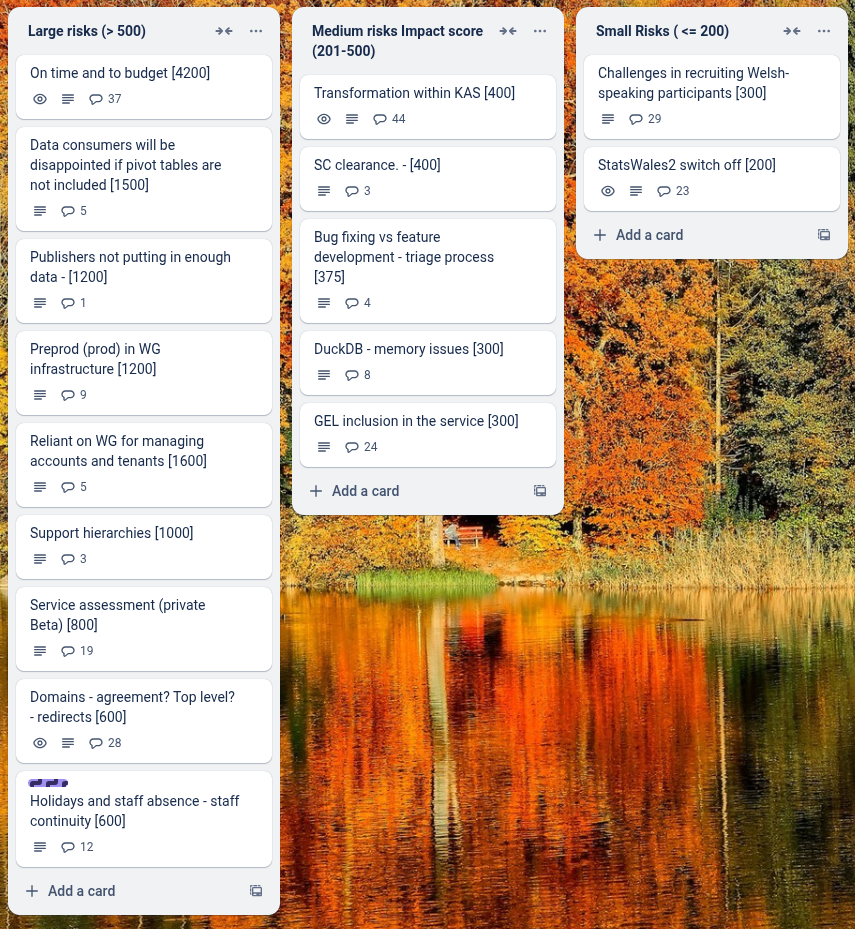 Large risks (> 500)
On time and to budget [4200]
37
Data consumers will be
disappointed if pivot tables are
not included [1500]
5
Publishers not putting in enough
data - [1200]
1
Preprod (prod) in WG
infrastructure [1200]
9
Reliant on WG for managing
accounts and tenants [1600]
5
Support hierarchies [1000]
3
Service assessment (private
Beta) [800]
19
Domains - agreement? Top level?
- redirects [600]
28
Holidays and staff absence - staff
continuity [600]
12
Add a card
Medium risks Impact score
(201-500)
Transformation within KAS [400]
44
SC clearance. - [400]
3
Bug fixing vs feature
development - triage process
[375]
4
DuckDB - memory issues [300]
8
GEL inclusion in the service [300]
24
Add a card
Small Risks ( <= 200)
Challenges in recruiting Welsh-
speaking participants [300]
29
StatsWales2 switch off [200]
23
Add a card